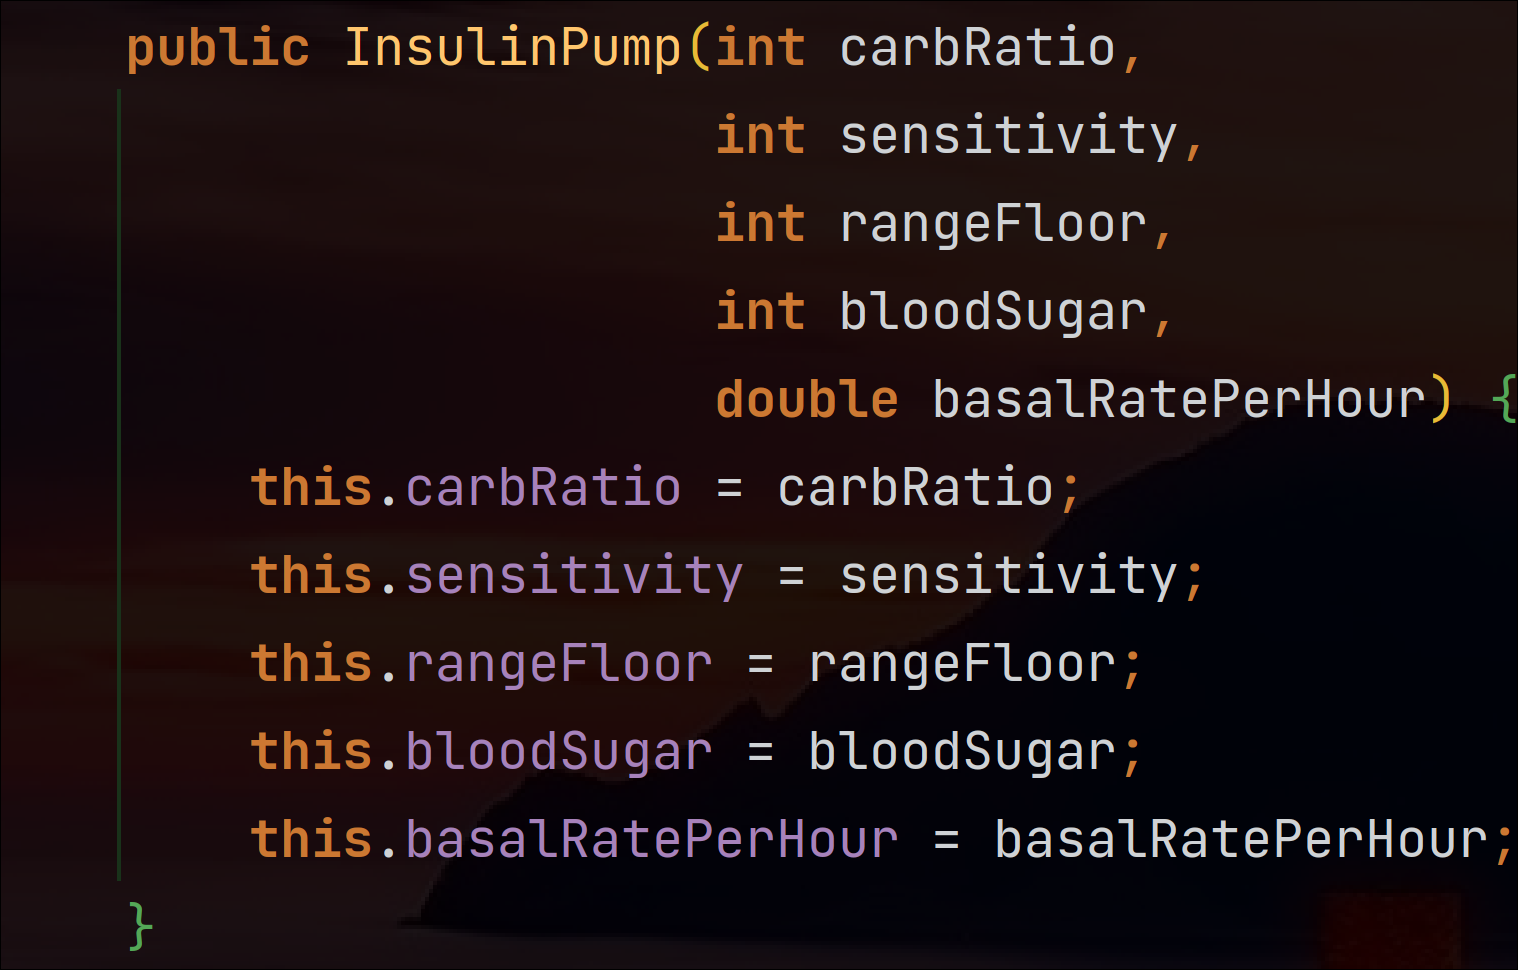 public InsulinPump(int carbRatio,
int sensitivity,
int rangeFloor,
int bloodSugar,
double basalRatePerHour) {
this.carbRatio = carbRatio;
this.sensitivity = sensitivity;
this.rangeFloor = rangeFloor;
this.bloodSugar = bloodSugar;
this.basalRatePerHour = basalRatePerHour;
}